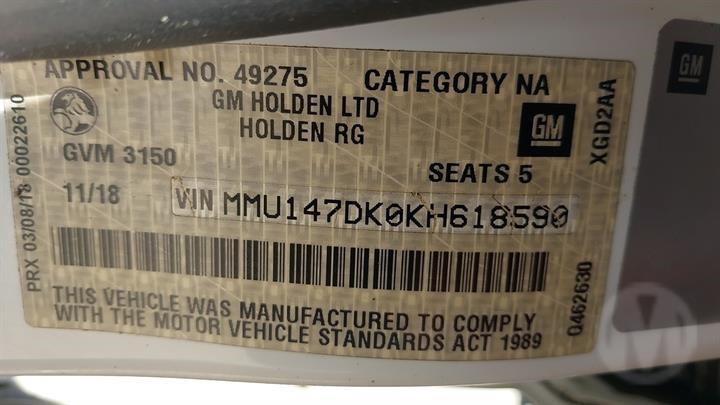 APPROVAL NO. 49275 CATEGORY NA
GM HOLDEN LTD
HOLDEN RG
GM
GVM 3150
SEATS 5
11/18
VIN MMU147DK0KH618590
THIS VEHICLE WAS MANUFACTURED TO COMPLY
WITH THE MOTOR VEHICLE STANDARDS ACT 1989
PRX 03/08/18 00022610
XGD2AA
Q462630
GM
M